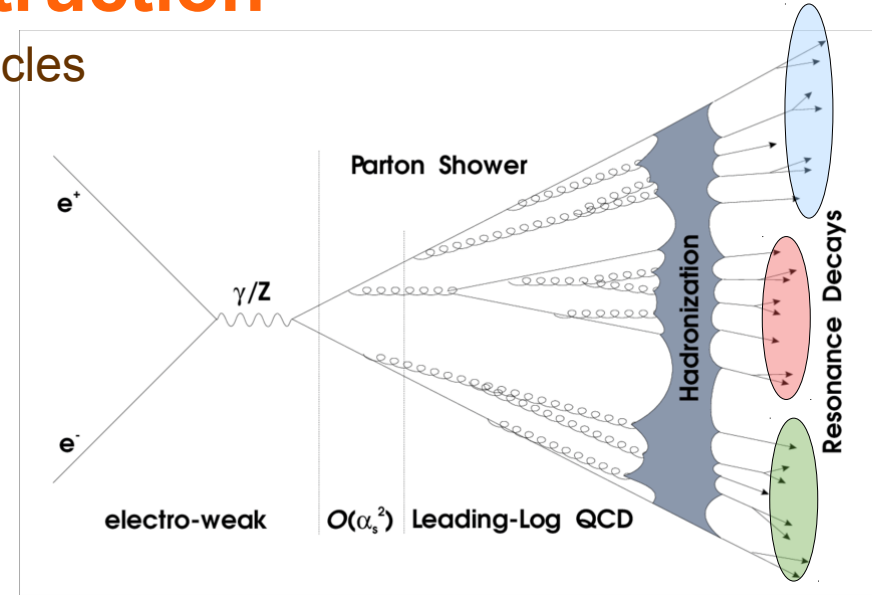 cles
Parton Shower
e⁺
γ/Z
e⁻
electro-weak
O(αₛ²)
Leading-Log QCD
Hadronization
Resonance Decays